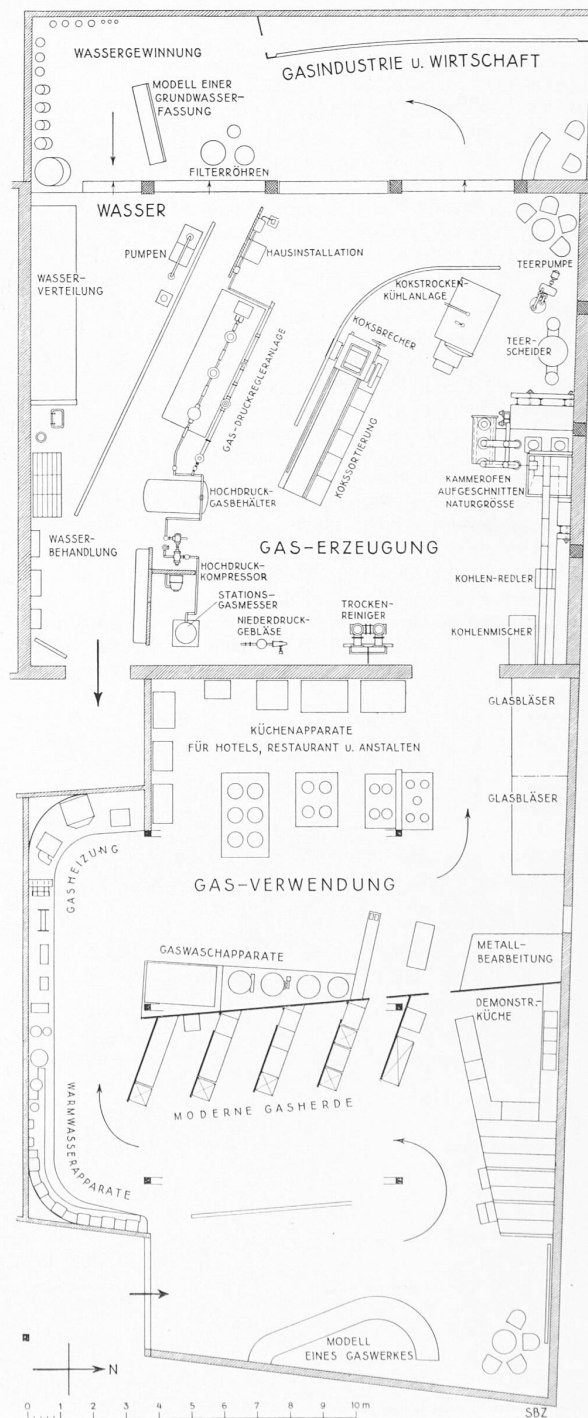 WASSERGEWINNUNG
GASINDUSTRIE U. WIRTSCHAFT
MODELL EINER
GRUNDWASSER-
FASSUNG
FILTERRÖHREN
WASSER
PUMPEN
HAUSINSTALLATION
WASSER-
VERTEILUNG
KOKSTROCKEN-
KÜHLANLAGE
TEERPUMPE
KOKSBRECHER
TEER-
SCHEIDER
GAS-DRUCKREGLERANLAGE
KOKSSORTIERUNG
KAMMEROFEN
AUFGESCHNITTEN
NATURGRÖSSE
HOCHDRUCK-
GASBEHÄLTER
WASSER-
BEHANDLUNG
GAS-ERZEUGUNG
HOCHDRUCK-
KOMPRESSOR
KOHLEN-REDLER
STATIONS-
GASMESSER
NIEDERDRUCK-
GEBLÄSE
TROCKEN-
REINIGER
KOHLENMISCHER
GLASBLÄSER
KÜCHENAPPARATE
FÜR HOTELS, RESTAURANT U. ANSTALTEN
GLASBLÄSER
GASHEIZUNG
GAS-VERWENDUNG
GASWASCHAPPARATE
METALL-
BEARBEITUNG
DEMONSTR.-
KÜCHE
MODERNE GASHERDE
WARMWASSERAPPARATE
MODELL
EINES GASWERKES
N
0 1 2 3 4 5 6 7 8 9 10 m
SBZ